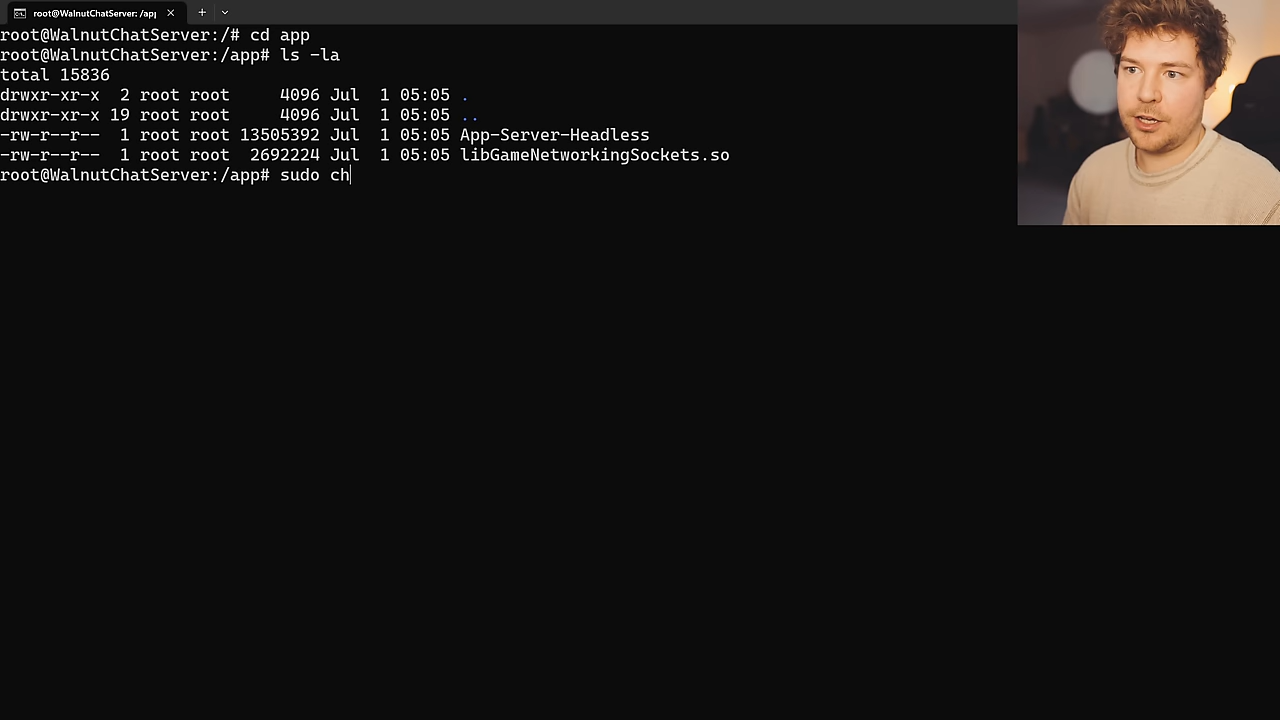 root@WalnutChatServer: /app
root@WalnutChatServer:/# cd app
root@WalnutChatServer:/app# ls -la
total 15836
drwxr-xr-x  2 root root     4096 Jul  1 05:05 .
drwxr-xr-x 19 root root     4096 Jul  1 05:05 ..
-rw-r--r--  1 root root 13505392 Jul  1 05:05 App-Server-Headless
-rw-r--r--  1 root root  2692224 Jul  1 05:05 libGameNetworkingSockets.so
root@WalnutChatServer:/app# sudo ch